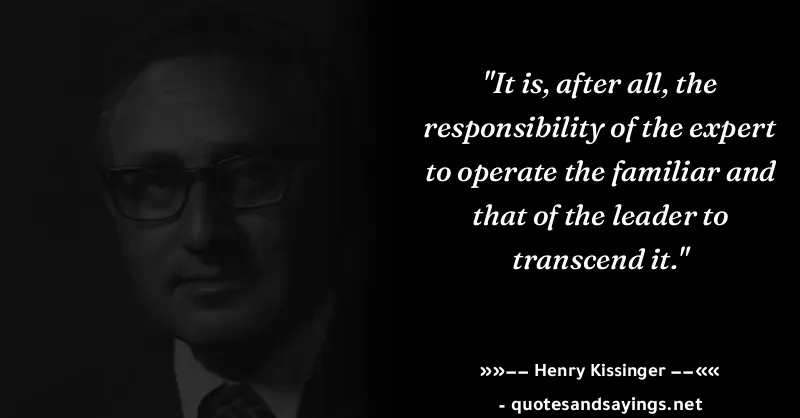 "It is, after all, the
responsibility of the expert
to operate the familiar and
that of the leader to
transcend it."
»»−− Henry Kissinger −−««
- quotesandsayings.net